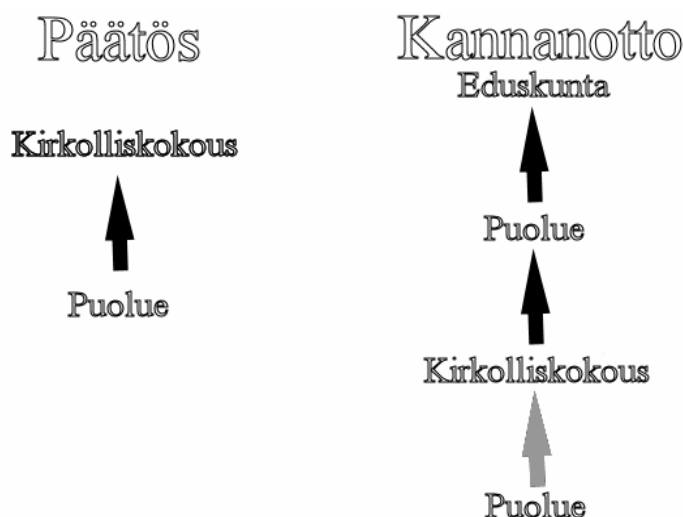 Päätös
Kirkolliskokous
Puolue
Kannanotto
Eduskunta
Puolue
Kirkolliskokous
Puolue